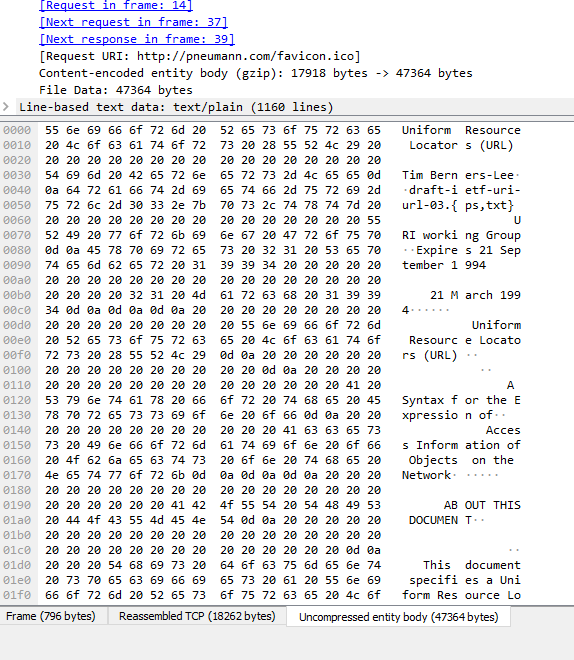 [Request in frame: 14]
[Next request in frame: 37]
[Next response in frame: 39]
[Request URI: http://pneumann.com/favicon.ico]
Content-encoded entity body (gzip): 17918 bytes -> 47364 bytes
File Data: 47364 bytes
Line-based text data: text/plain (1160 lines)
0000 55 6e 69 66 6f 72 6d 20 52 65 73 6f 75 72 63 65 Uniform Resource
0010 20 4c 6f 63 61 74 6f 72 73 20 28 55 52 4c 29 20 Locators (URL)
0020 20 20 20 20 20 20 20 20 20 20 20 20 20 20 20 20
0030 54 69 6d 20 42 65 72 6e 65 72 73 2d 4c 65 65 0d Tim Bern ers-Lee·
0040 0a 64 72 61 66 74 2d 69 65 74 66 2d 75 72 69 2d ·draft-i etf-uri-
0050 75 72 6c 2d 30 33 2e 7b 70 73 2c 74 78 74 7d 20 url-03.{ ps,txt}
0060 20 20 20 20 20 20 20 20 20 20 20 20 20 20 20 55 U
0070 52 49 20 77 6f 72 6b 69 6e 67 20 47 72 6f 75 70 RI worki ng Group
0080 0d 0a 45 78 70 69 72 65 73 20 32 31 20 53 65 70 ··Expire s 21 Sep
0090 74 65 6d 62 65 72 20 31 39 39 34 20 20 20 20 20 tember 1 994
00a0 20 20 20 20 20 20 20 20 20 20 20 20 20 20 20 20
00b0 20 20 20 20 32 31 20 4d 61 72 63 68 20 31 39 39 21 M arch 199
00c0 34 0d 0a 0d 0a 0d 0a 20 20 20 20 20 20 20 20 20 4······
00d0 20 20 20 20 20 20 20 20 20 55 6e 69 66 6f 72 6d Uniform
00e0 20 52 65 73 6f 75 72 63 65 20 4c 6f 63 61 74 6f Resourc e Locato
00f0 72 73 20 28 55 52 4c 29 0d 0a 20 20 20 20 20 20 rs (URL) ··
0100 20 20 20 20 20 20 20 20 20 20 0d 0a 20 20 20 20 ··
0110 20 20 20 20 20 20 20 20 20 20 20 20 20 20 41 20 A
0120 53 79 6e 74 61 78 20 66 6f 72 20 74 68 65 20 45 Syntax f or the E
0130 78 70 72 65 73 73 69 6f 6e 20 6f 66 0d 0a 20 20 xpressio n of··
0140 20 20 20 20 20 20 20 20 20 20 20 41 63 63 65 73 Acces
0150 73 20 49 6e 66 6f 72 6d 61 74 69 6f 6e 20 6f 66 s Inform ation of
0160 20 4f 62 6a 65 63 74 73 20 6f 6e 20 74 68 65 20 Objects on the
0170 4e 65 74 77 6f 72 6b 0d 0a 0d 0a 0d 0a 20 20 20 Network· ·····
0180 20 20 20 20 20 20 20 20 20 20 20 20 20 20 20 20
0190 20 20 20 20 20 41 42 4f 55 54 20 54 48 49 53 AB OUT THIS
01a0 20 44 4f 43 55 4d 45 4e 54 0d 0a 20 20 20 20 20 DOCUMEN T··
01b0 20 20 20 20 20 20 20 20 20 20 20 20 20 20 20 20
01c0 20 20 20 20 20 20 20 20 20 20 20 20 20 20 0d 0a ··
01d0 20 20 20 54 68 69 73 20 64 6f 63 75 6d 65 6e 74 This document
01e0 20 73 70 65 63 69 66 69 65 73 20 61 20 55 6e 69 specifi es a Uni
01f0 66 6f 72 6d 20 52 65 73 6f 75 72 63 65 20 4c 6f form Res ource Lo
Frame (796 bytes) Reassembled TCP (18262 bytes) Uncompressed entity body (47364 bytes)